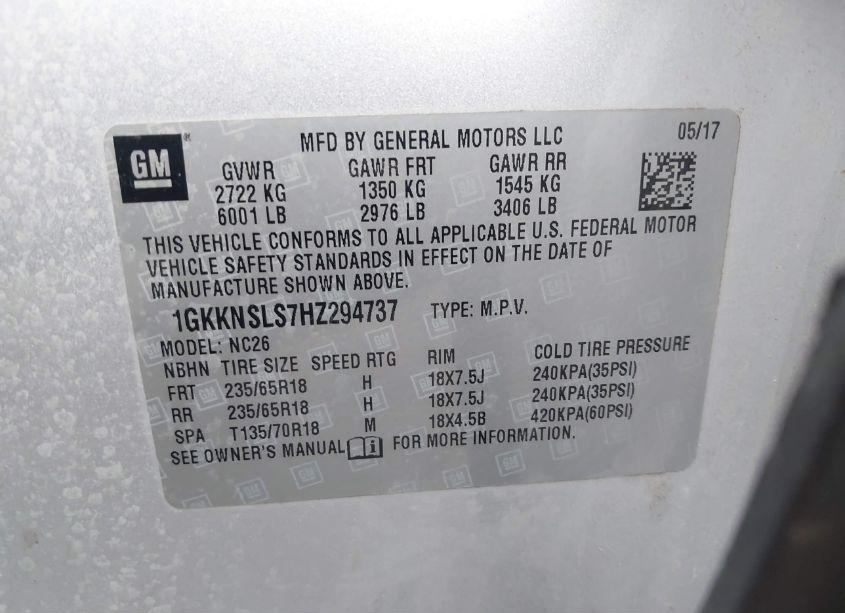 GM
MFD BY GENERAL MOTORS LLC 05/17
GVWR GAWR FRT GAWR RR
2722 KG 1350 KG 1545 KG
6001 LB 2976 LB 3406 LB
THIS VEHICLE CONFORMS TO ALL APPLICABLE U.S. FEDERAL MOTOR
VEHICLE SAFETY STANDARDS IN EFFECT ON THE DATE OF
MANUFACTURE SHOWN ABOVE.
1GKKNSLS7HZ294737 TYPE: M.P.V.
MODEL: NC26
NBHN TIRE SIZE SPEED RTG RIM COLD TIRE PRESSURE
FRT 235/65R18 H 18X7.5J 240KPA(35PSI)
RR 235/65R18 H 18X7.5J 240KPA(35PSI)
SPA T135/70R18 M 18X4.5B 420KPA(60PSI)
SEE OWNER'S MANUAL FOR MORE INFORMATION.